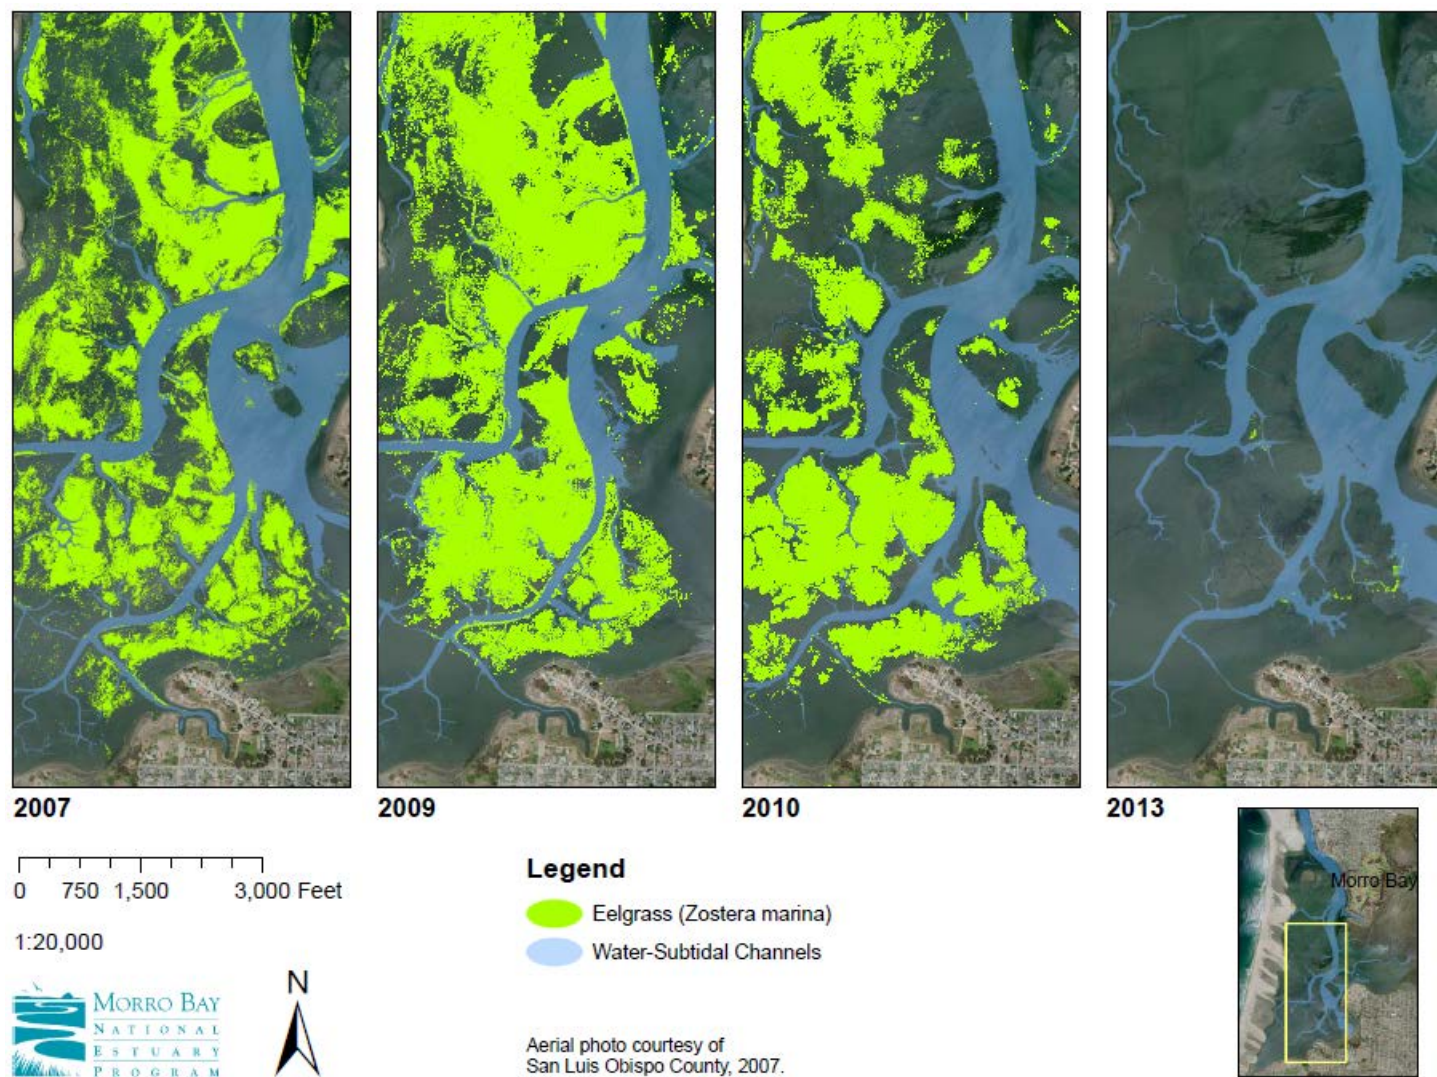 2007
2009
2010
2013
0 750 1,500 3,000 Feet
1:20,000
MORRO BAY
NATIONAL
ESTUARY
PROGRAM
N
Legend
Eelgrass (Zostera marina)
Water-Subtidal Channels
Aerial photo courtesy of
San Luis Obispo County, 2007.
Morro Bay